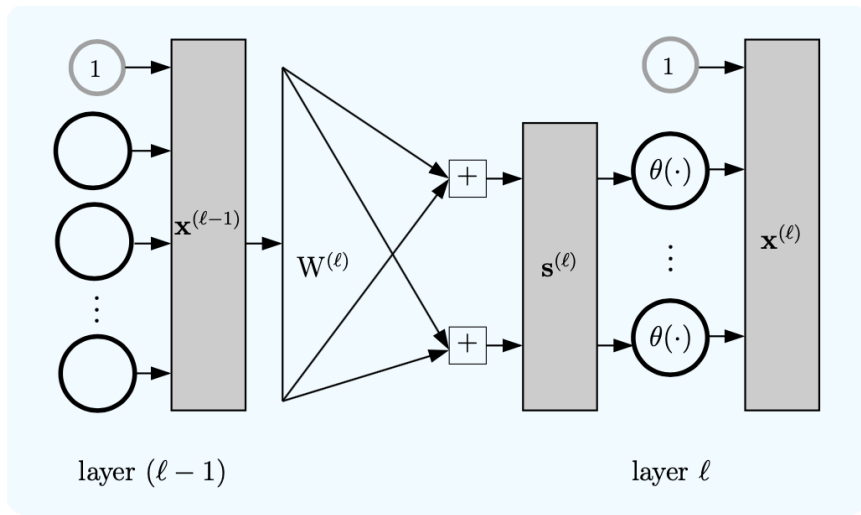 1
1
+
θ(·)
x^(ℓ−1)
W^(ℓ)
s^(ℓ)
⋮
x^(ℓ)
⋮
+
θ(·)
layer (ℓ − 1)
layer ℓ